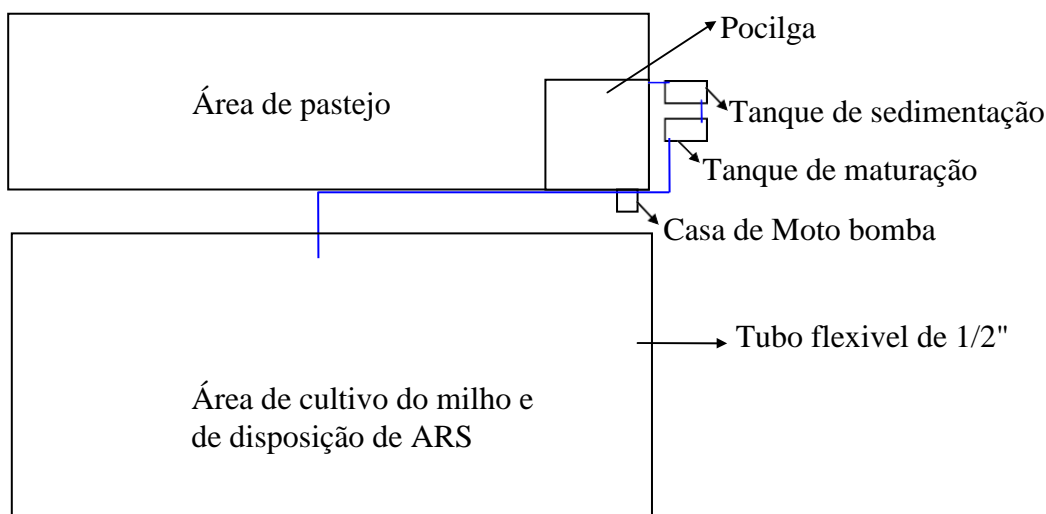 Pocilga
Área de pastejo
Tanque de sedimentação
Tanque de maturação
Casa de Moto bomba
Tubo flexivel de 1/2"
Área de cultivo do milho e
de disposição de ARS